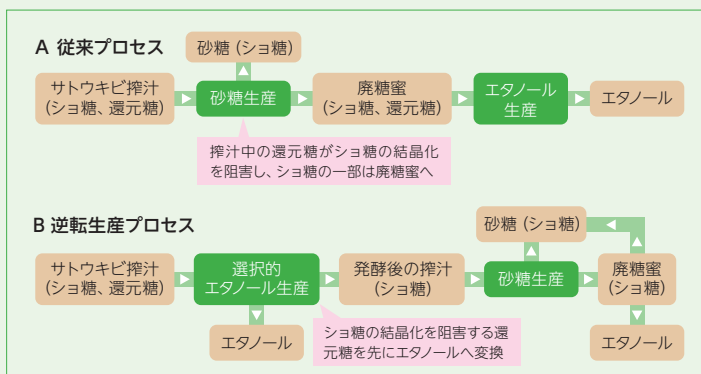 A 従来プロセス
砂糖（ショ糖）
サトウキビ搾汁
（ショ糖、還元糖）
砂糖生産
廃糖蜜
（ショ糖、還元糖）
エタノール
生産
エタノール
搾汁中の還元糖がショ糖の結晶化
を阻害し、ショ糖の一部は廃糖蜜へ
B 逆転生産プロセス
砂糖（ショ糖）
サトウキビ搾汁
（ショ糖、還元糖）
選択的
エタノール生産
発酵後の搾汁
（ショ糖）
砂糖生産
廃糖蜜
（ショ糖）
エタノール
ショ糖の結晶化を阻害する還
元糖を先にエタノールへ変換
エタノール